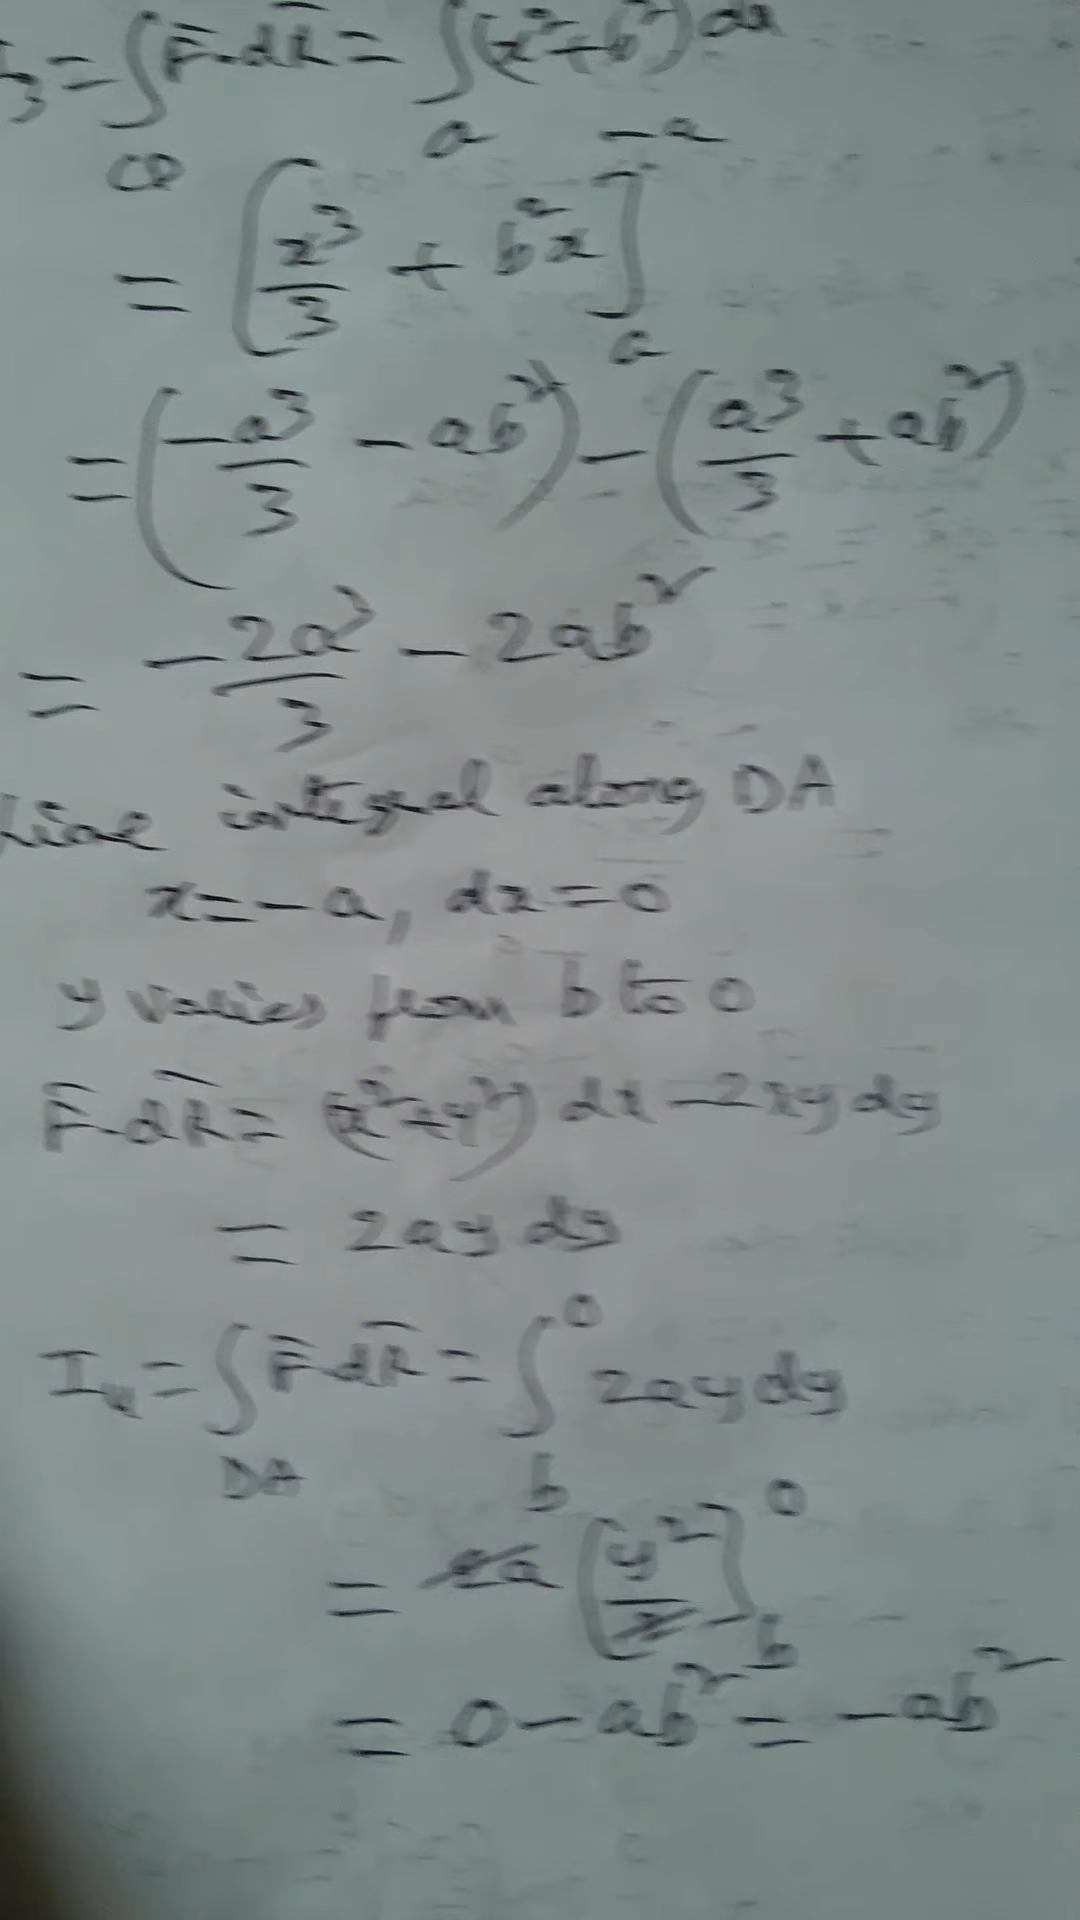 I₃ = ∫ F̄·dR̄ = ∫ (x²+b²) dx
CD a -a
= [x³/3 + b²x]
a
= (-a³/3 - ab²) - (a³/3 + ab²)
= -2a³/3 - 2ab²
Line integral along DA
x = -a, dx = 0
y varies from b to 0
F̄·dR̄ = (x²+y²) dx - 2xy dy
= 2ay dy
I₄ = ∫ F̄·dR̄ = ∫ 0 2ay dy
DA b
= 2a [y²/2] 0 b
= 0 - ab² = -ab²